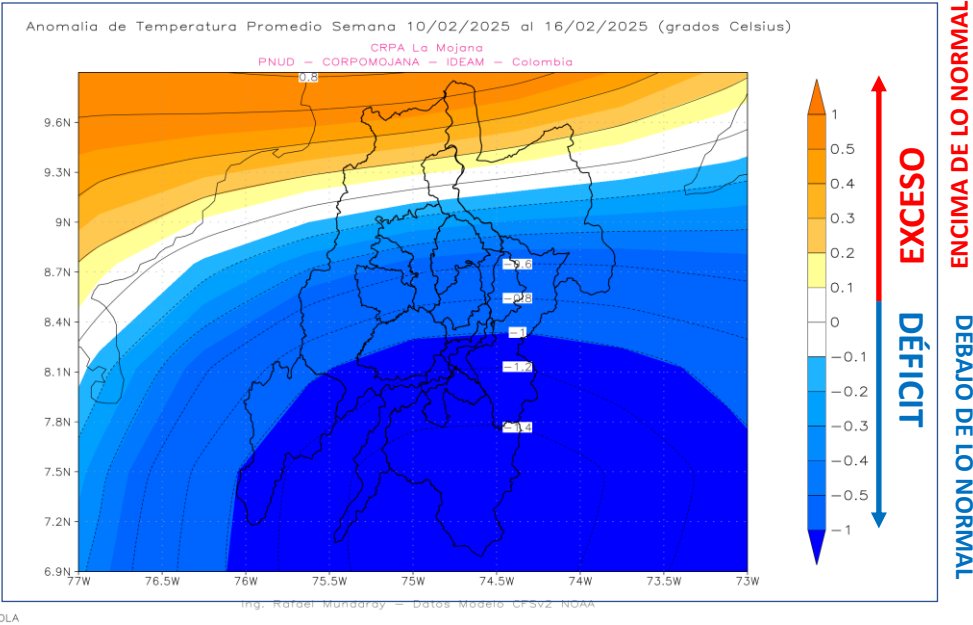 Anomalia de Temperatura Promedio Semana 10/02/2025 al 16/02/2025 (grados Celsius)
CRPA La Mojana
PNUD – CORPOMOJANA – IDEAM – Colombia
0.8
9.6N
9.3N
9N
8.7N
8.4N
8.1N
7.8N
7.5N
7.2N
6.9N
−0.6
−0.8
−1
−1.2
−1.4
77W
76.5W
76W
75.5W
75W
74.5W
74W
73.5W
73W
1
0.5
0.4
0.3
0.2
0.1
0
−0.1
−0.2
−0.3
−0.4
−0.5
−1
EXCESO
DÉFICIT
ENCIMA DE LO NORMAL
DEBAJO DE LO NORMAL
Ing. Rafael Mundaray – Datos Modelo CFSv2 NOAA
OLA